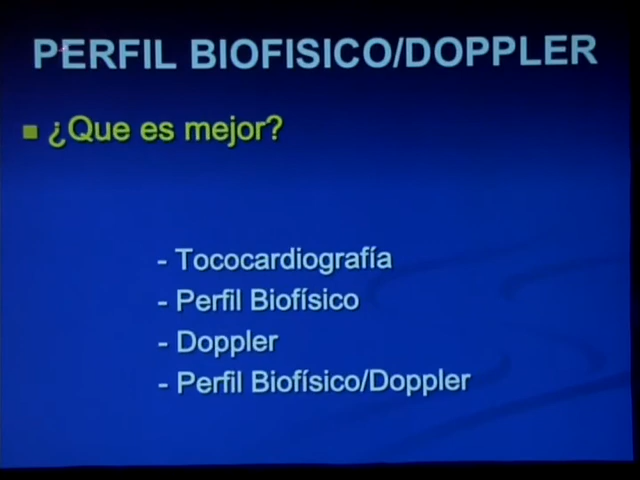 PERFIL BIOFISICO/DOPPLER
¿Que es mejor?
- Tococardiografía
- Perfil Biofísico
- Doppler
- Perfil Biofísico/Doppler